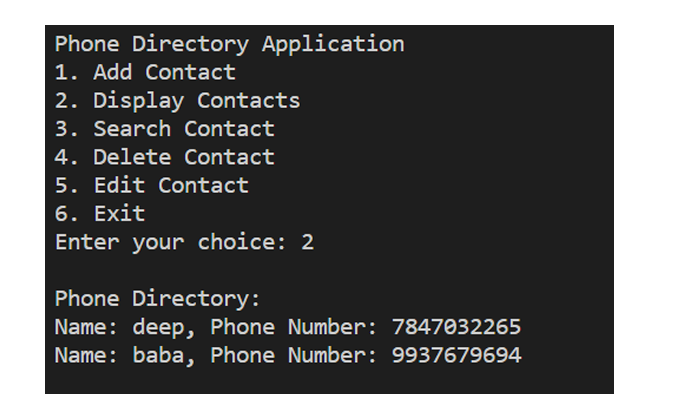 Phone Directory Application
1. Add Contact
2. Display Contacts
3. Search Contact
4. Delete Contact
5. Edit Contact
6. Exit
Enter your choice: 2
Phone Directory:
Name: deep, Phone Number: 7847032265
Name: baba, Phone Number: 9937679694